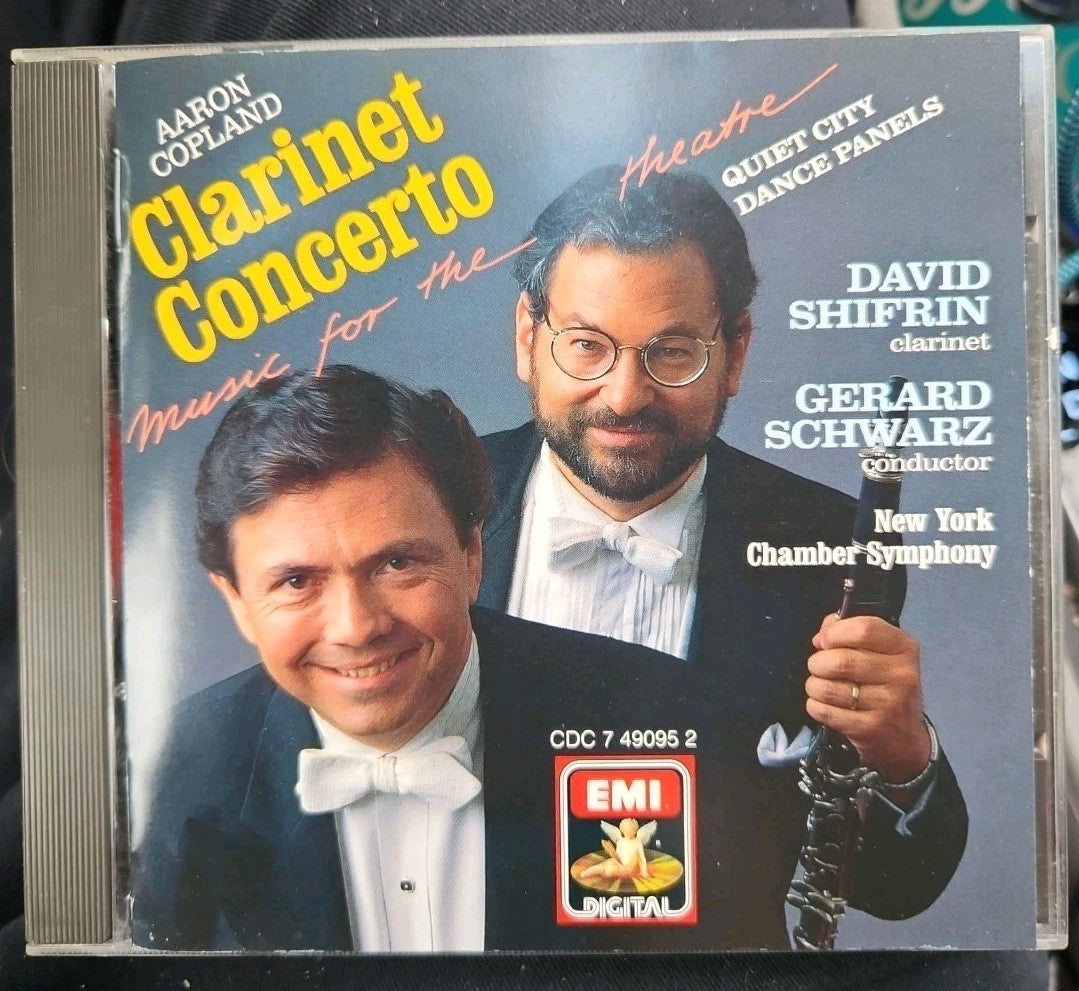 AARON
COPLAND
Clarinet
Concerto
music for the theatre
QUIET CITY
DANCE PANELS
DAVID
SHIFRIN
clarinet
GERARD
SCHWARZ
conductor
New York
Chamber Symphony
CDC 7 49095 2
EMI
DIGITAL